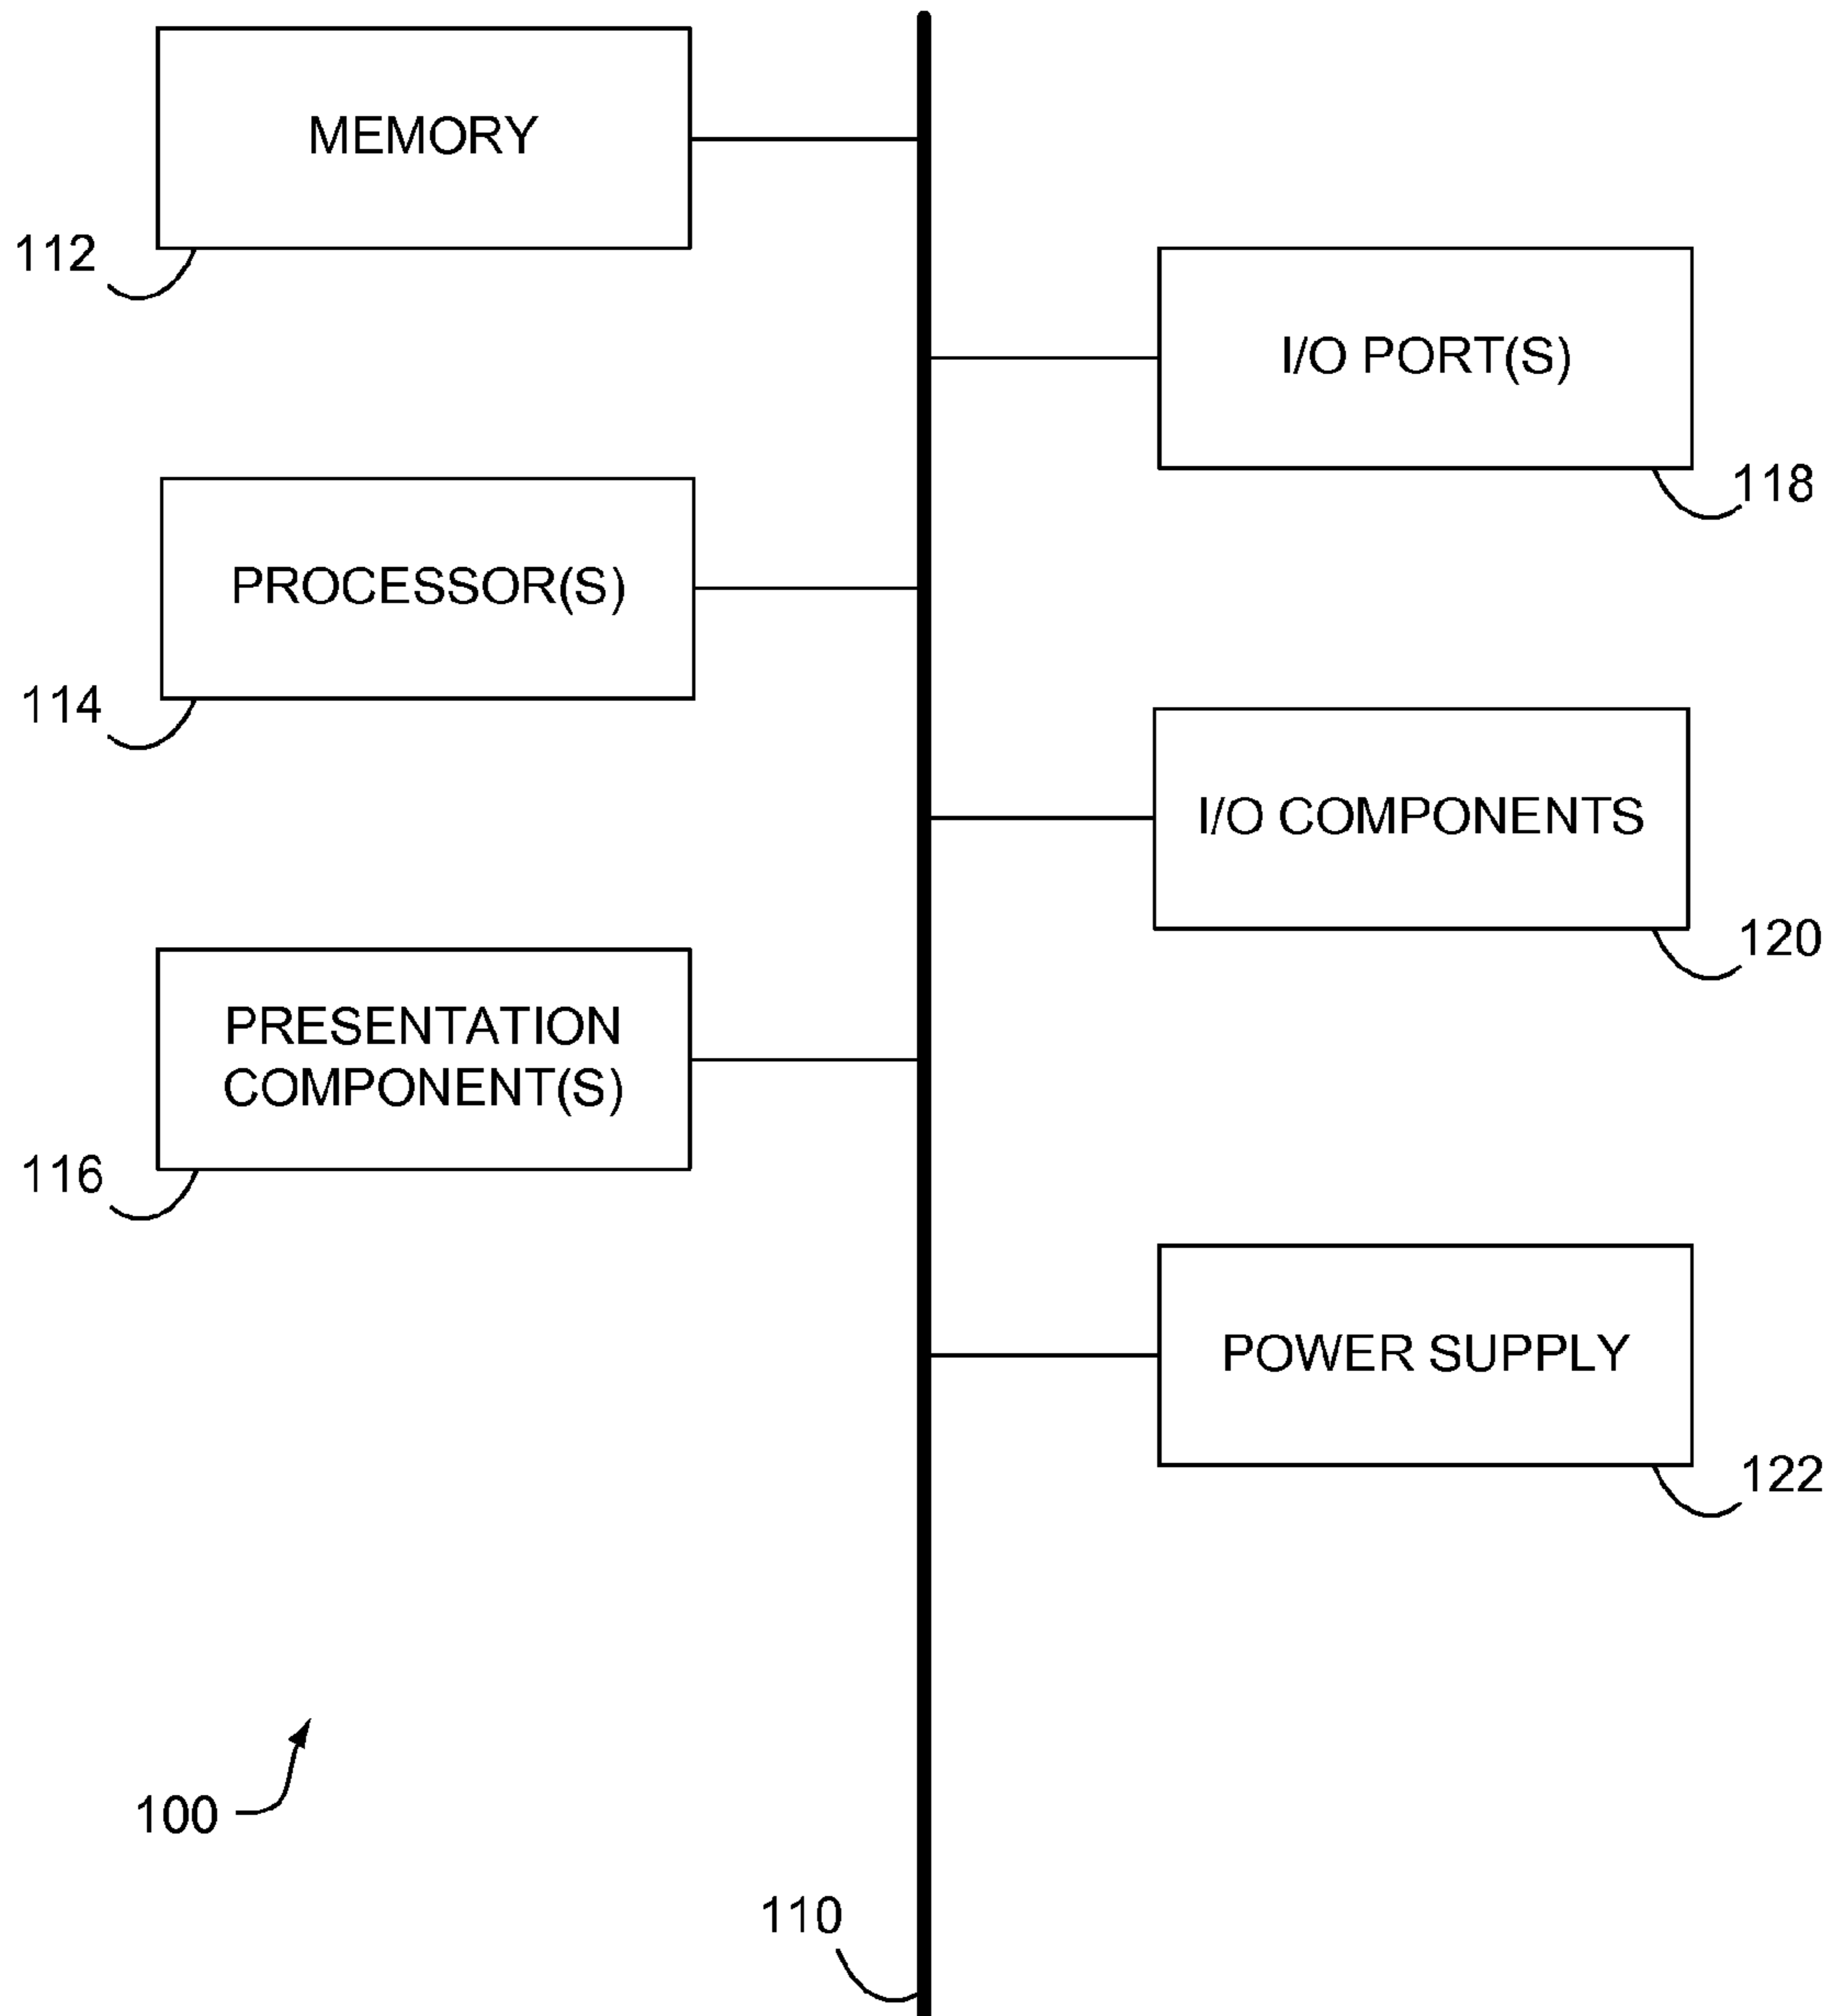 MEMORY
112
I/O PORT(S)
118
PROCESSOR(S)
114
I/O COMPONENTS
120
PRESENTATION
COMPONENT(S)
116
POWER SUPPLY
122
100
110